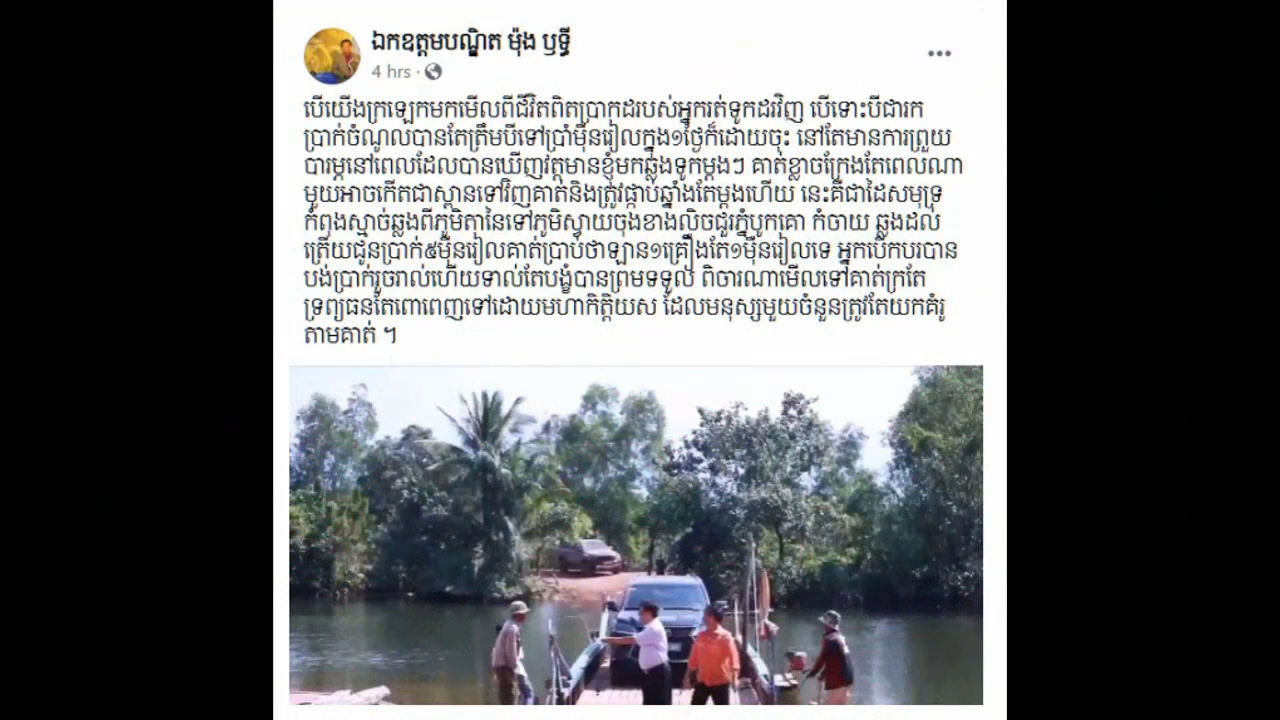 ឯកឧត្តមបណ្ឌិត ម៉ុង ឫទ្ធី
4 hrs ·
បើយើងក្រឡេកមកមើលពីជីវិតពិតប្រាកដរបស់អ្នករត់ទូកដរវិញ បើទោះបីជារក
ប្រាក់ចំណូលបានតែត្រឹមបីទៅប្រាំម៉ឺនរៀលក្នុង១ថ្ងៃក៏ដោយចុះ នៅតែមានការព្រួយ
បារម្ភនៅពេលដែលបានឃើញវត្តមានខ្ញុំមកឆ្លងទូកម្តងៗ គាត់ខ្លាចក្រែងតែពេលណា
មួយអាចកើតជាស្ពានទៅវិញគាត់និងត្រូវផ្កាប់ឆ្នាំងតែម្តងហើយ នេះគឺជាដៃសមុទ្រ
កំពុងស្មាច់ឆ្លងពីភូមិតានៃទៅភូមិស្វាយចុងខាងលិចជួរភ្នំបូកគោ កំចាយ ឆ្លងដល់
ត្រើយជូនប្រាក់៥ម៉ឺនរៀលគាត់ប្រាប់ថាឡាន១គ្រឿងតែ១ម៉ឺនរៀលទេ អ្នកបើកបរបាន
បង់ប្រាក់រួចរាល់ហើយទាល់តែបង្ខំបានព្រមទទួល ពិចារណាមើលទៅគាត់ក្រតែ
ទ្រព្យធនតែពោពេញទៅដោយមហាកិត្តិយស ដែលមនុស្សមួយចំនួនត្រូវតែយកគំរូ
តាមគាត់ ។